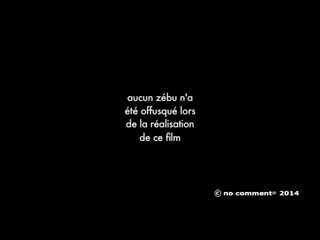 aucun zébu n'a
été offusqué lors
de la réalisation
de ce film
© no comment® 2014